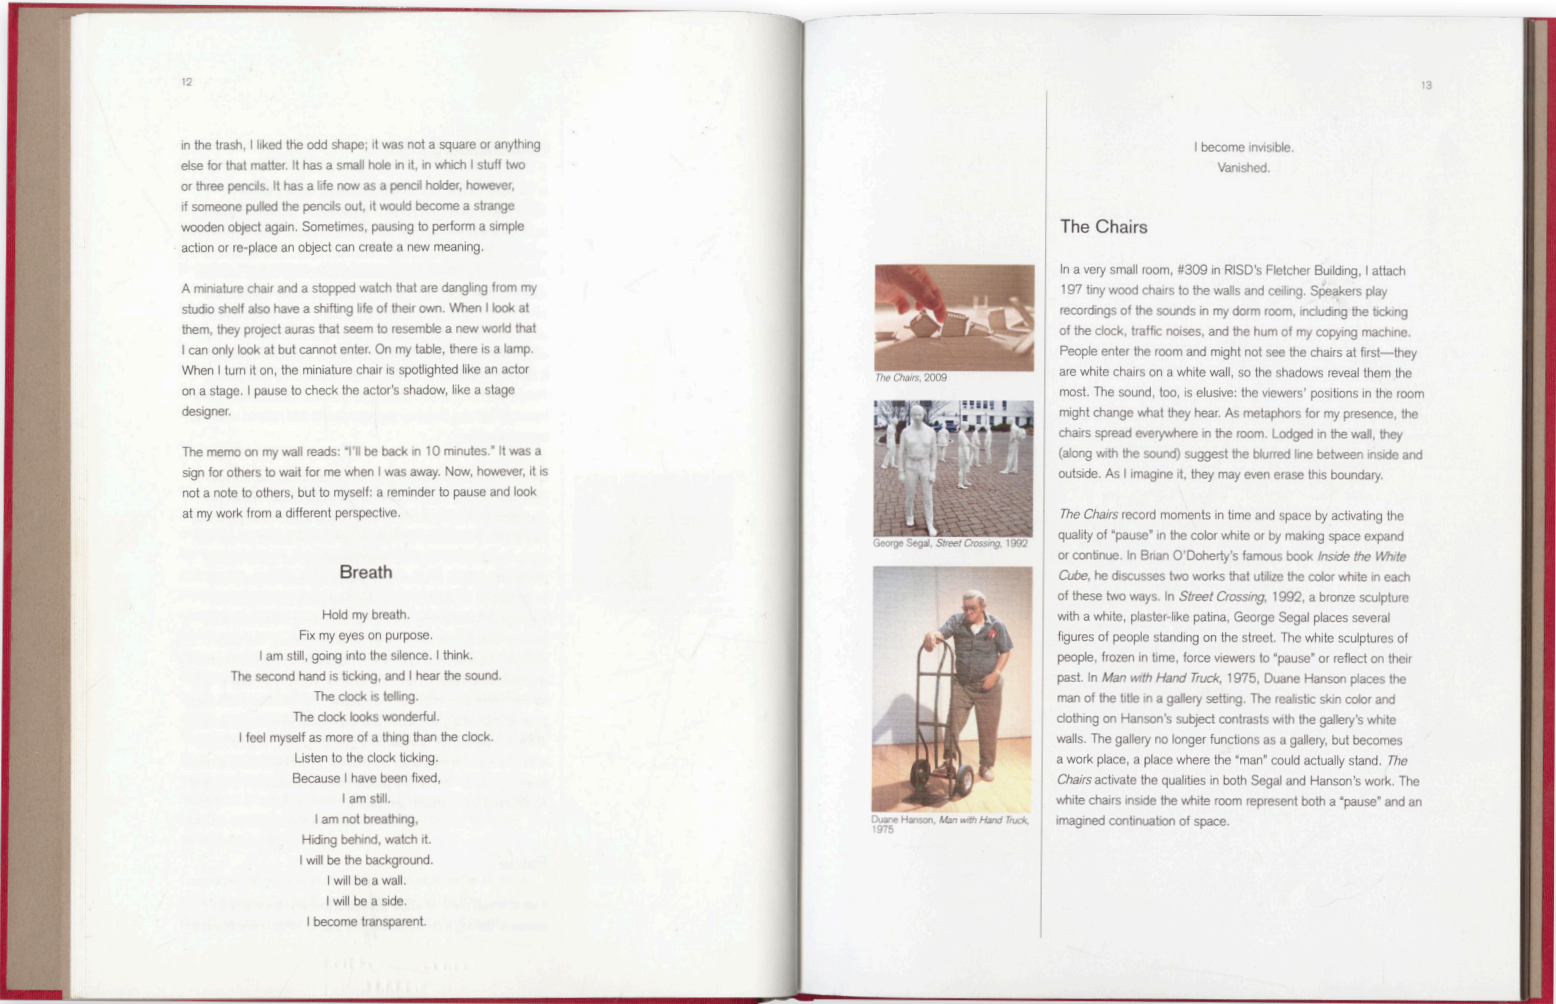 12
in the trash, I liked the odd shape; it was not a square or anything
else for that matter. It has a small hole in it, in which I stuff two
or three pencils. It has a life now as a pencil holder, however,
if someone pulled the pencils out, it would become a strange
wooden object again. Sometimes, pausing to perform a simple
action or re-place an object can create a new meaning.
A miniature chair and a stopped watch that are dangling from my
studio shelf also have a shifting life of their own. When I look at
them, they project auras that seem to resemble a new world that
I can only look at but cannot enter. On my table, there is a lamp.
When I turn it on, the miniature chair is spotlighted like an actor
on a stage. I pause to check the actor's shadow, like a stage
designer.
The memo on my wall reads: "I'll be back in 10 minutes." It was a
sign for others to wait for me when I was away. Now, however, it is
not a note to others, but to myself: a reminder to pause and look
at my work from a different perspective.
Breath
Hold my breath.
Fix my eyes on purpose.
I am still, going into the silence. I think.
The second hand is ticking, and I hear the sound.
The clock is telling.
The clock looks wonderful.
I feel myself as more of a thing than the clock.
Listen to the clock ticking.
Because I have been fixed,
I am still.
I am not breathing,
Hiding behind, watch it.
I will be the background.
I will be a wall.
I will be a side.
I become transparent.
13
I become invisible.
Vanished.
The Chairs
In a very small room, #309 in RISD's Fletcher Building, I attach
197 tiny wood chairs to the walls and ceiling. Speakers play
recordings of the sounds in my dorm room, including the ticking
of the clock, traffic noises, and the hum of my copying machine.
People enter the room and might not see the chairs at first—they
are white chairs on a white wall, so the shadows reveal them the
most. The sound, too, is elusive: the viewers' positions in the room
might change what they hear. As metaphors for my presence, the
chairs spread everywhere in the room. Lodged in the wall, they
(along with the sound) suggest the blurred line between inside and
outside. As I imagine it, they may even erase this boundary.
The Chairs record moments in time and space by activating the
quality of "pause" in the color white or by making space expand
or continue. In Brian O'Doherty's famous book Inside the White
Cube, he discusses two works that utilize the color white in each
of these two ways. In Street Crossing, 1992, a bronze sculpture
with a white, plaster-like patina, George Segal places several
figures of people standing on the street. The white sculptures of
people, frozen in time, force viewers to "pause" or reflect on their
past. In Man with Hand Truck, 1975, Duane Hanson places the
man of the title in a gallery setting. The realistic skin color and
clothing on Hanson's subject contrasts with the gallery's white
walls. The gallery no longer functions as a gallery, but becomes
a work place, a place where the "man" could actually stand. The
Chairs activate the qualities in both Segal and Hanson's work. The
white chairs inside the white room represent both a "pause" and an
imagined continuation of space.
The Chairs, 2009
George Segal, Street Crossing, 1992
Duane Hanson, Man with Hand Truck,
1975